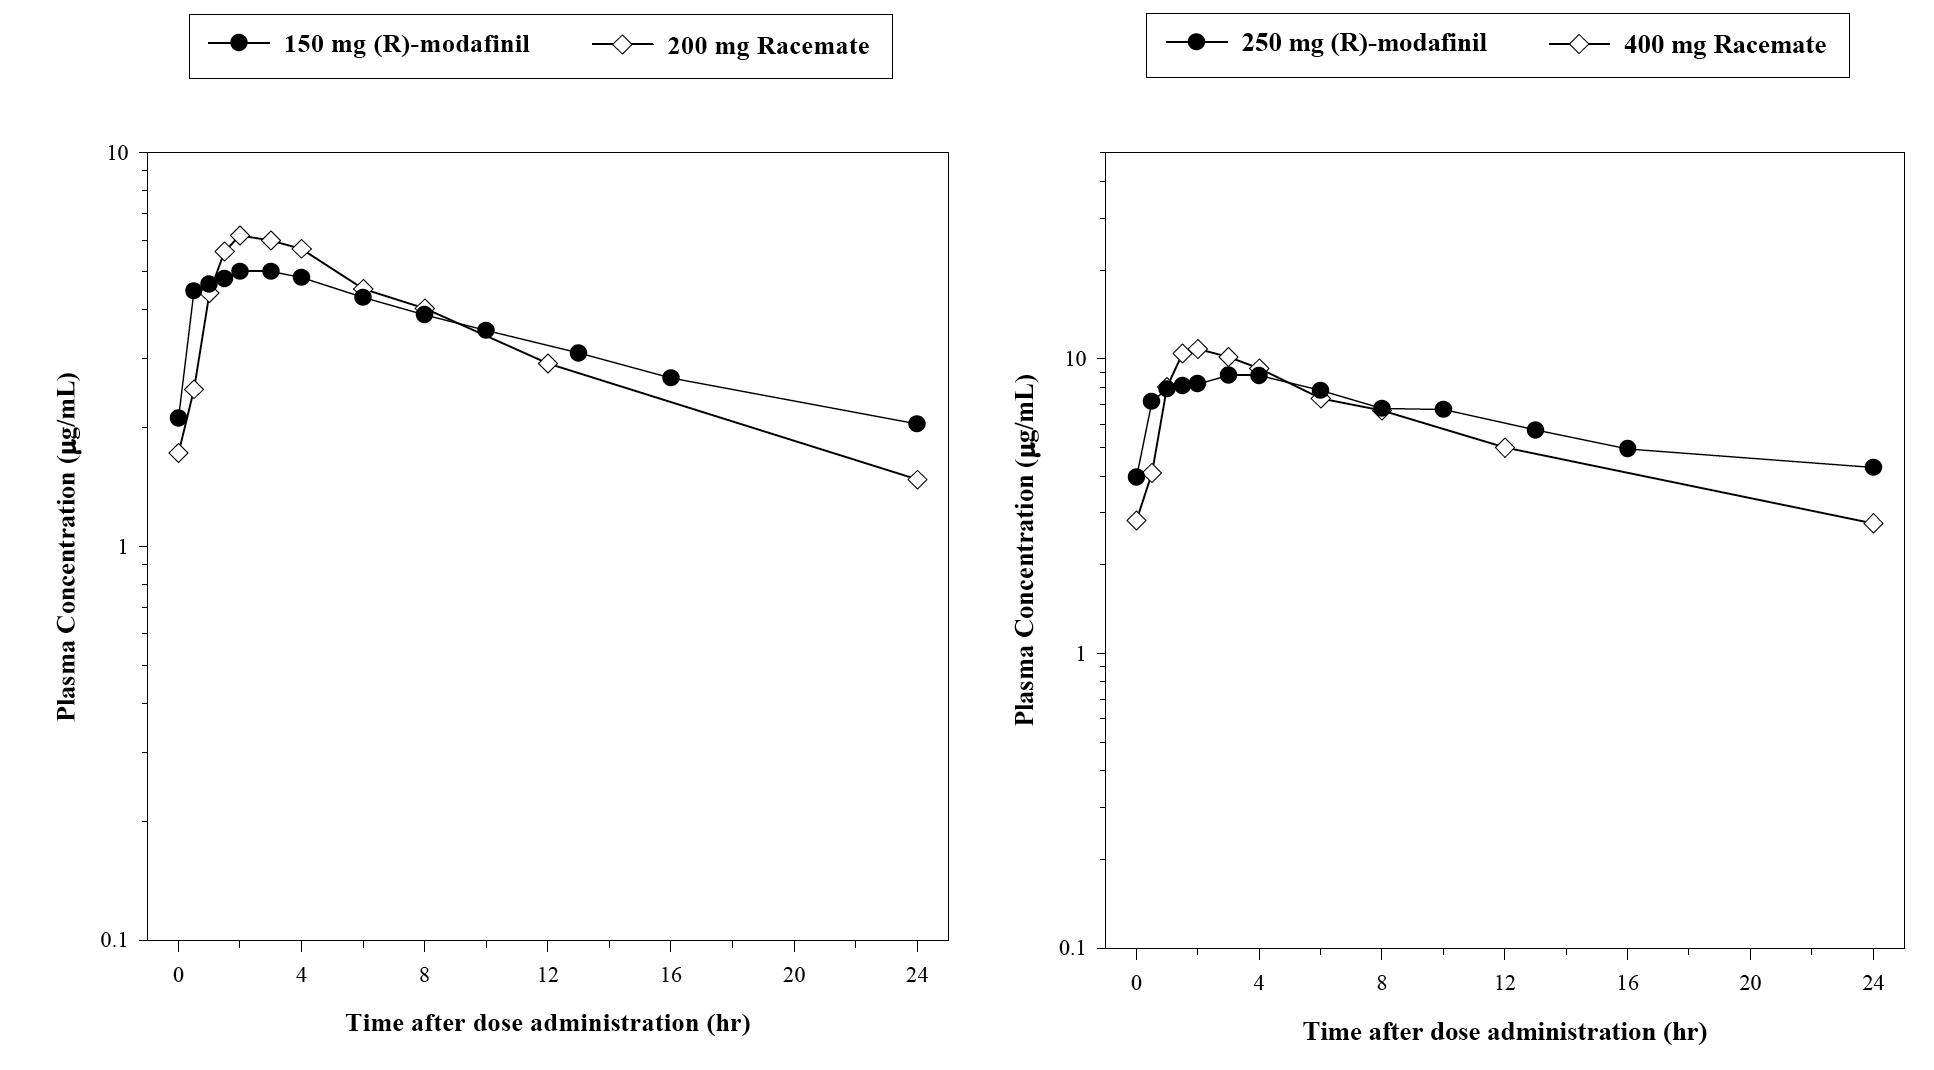 150 mg (R)-modafinil 200 mg Racemate
10
1
0.1
0 4 8 12 16 20 24
Plasma Concentration (µg/mL)
Time after dose administration (hr)
250 mg (R)-modafinil 400 mg Racemate
10
1
0.1
0 4 8 12 16 20 24
Plasma Concentration (µg/mL)
Time after dose administration (hr)